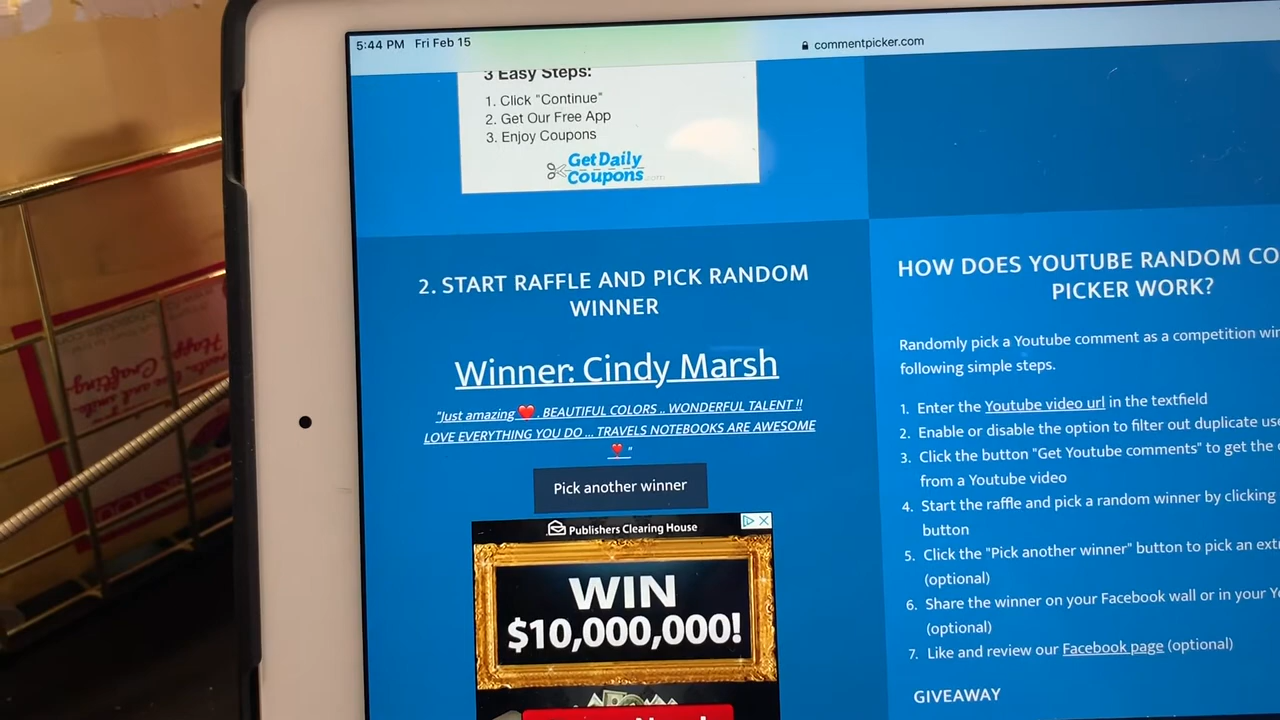 5:44 PM Fri Feb 15
commentpicker.com
3 Easy Steps:
1. Click "Continue"
2. Get Our Free App
3. Enjoy Coupons
GetDaily
Coupons.com
2. START RAFFLE AND PICK RANDOM
WINNER
Winner: Cindy Marsh
"Just amazing ❤️ . BEAUTIFUL COLORS .. WONDERFUL TALENT !!
LOVE EVERYTHING YOU DO ... TRAVELS NOTEBOOKS ARE AWESOME
❤️ "
Pick another winner
Publishers Clearing House
WIN
$10,000,000!
HOW DOES YOUTUBE RANDOM CO
PICKER WORK?
Randomly pick a Youtube comment as a competition wi
following simple steps.
1. Enter the Youtube video url in the textfield
2. Enable or disable the option to filter out duplicate use
3. Click the button "Get Youtube comments" to get the
from a Youtube video
4. Start the raffle and pick a random winner by clicking
button
5. Click the "Pick another winner" button to pick an ext
(optional)
6. Share the winner on your Facebook wall or in your Y
(optional)
7. Like and review our Facebook page (optional)
GIVEAWAY
Happy
Crafting